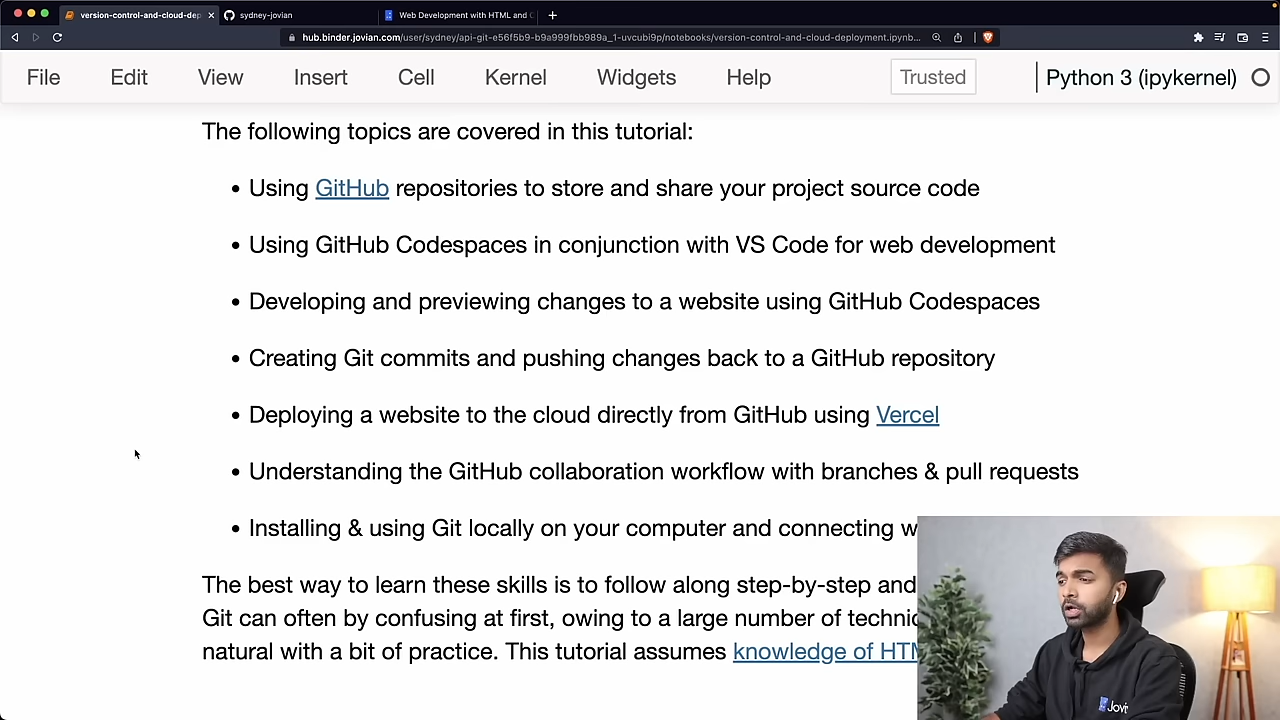 version-control-and-cloud-dep
sydney-jovian
Web Development with HTML and C
hub.binder.jovian.com/user/sydney/api-git-e56f5b9-b9a999fbb989a_1-uvcubi9p/notebooks/version-control-and-cloud-deployment.ipynb...
File Edit View Insert Cell Kernel Widgets Help Trusted Python 3 (ipykernel)
The following topics are covered in this tutorial:
• Using GitHub repositories to store and share your project source code
• Using GitHub Codespaces in conjunction with VS Code for web development
• Developing and previewing changes to a website using GitHub Codespaces
• Creating Git commits and pushing changes back to a GitHub repository
• Deploying a website to the cloud directly from GitHub using Vercel
• Understanding the GitHub collaboration workflow with branches & pull requests
• Installing & using Git locally on your computer and connecting w
The best way to learn these skills is to follow along step-by-step and
Git can often by confusing at first, owing to a large number of technic
natural with a bit of practice. This tutorial assumes knowledge of HTM
Jovi